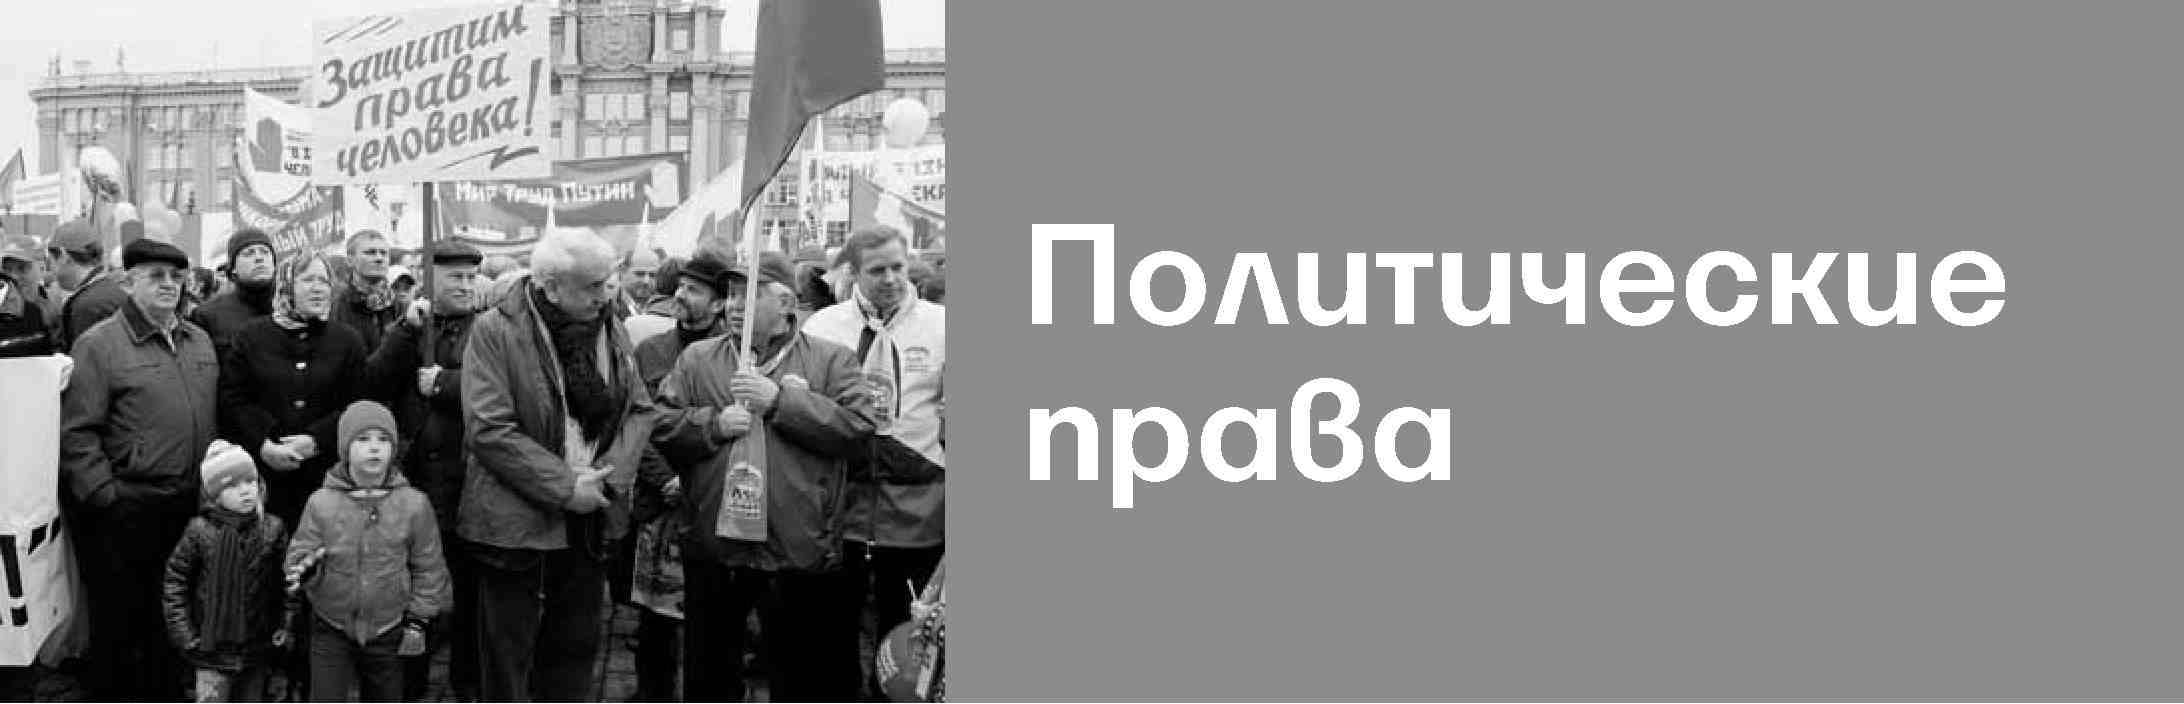 Защитим
права
человека!
Мир Труд Путин
Политические
права